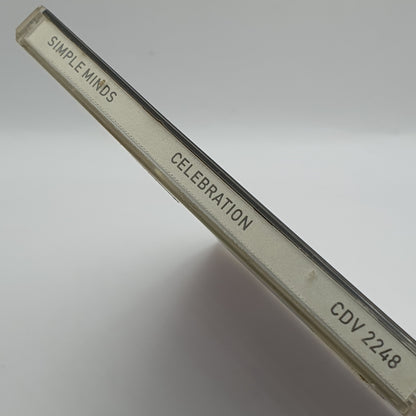 SIMPLE MINDS
CELEBRATION
CDV 2248